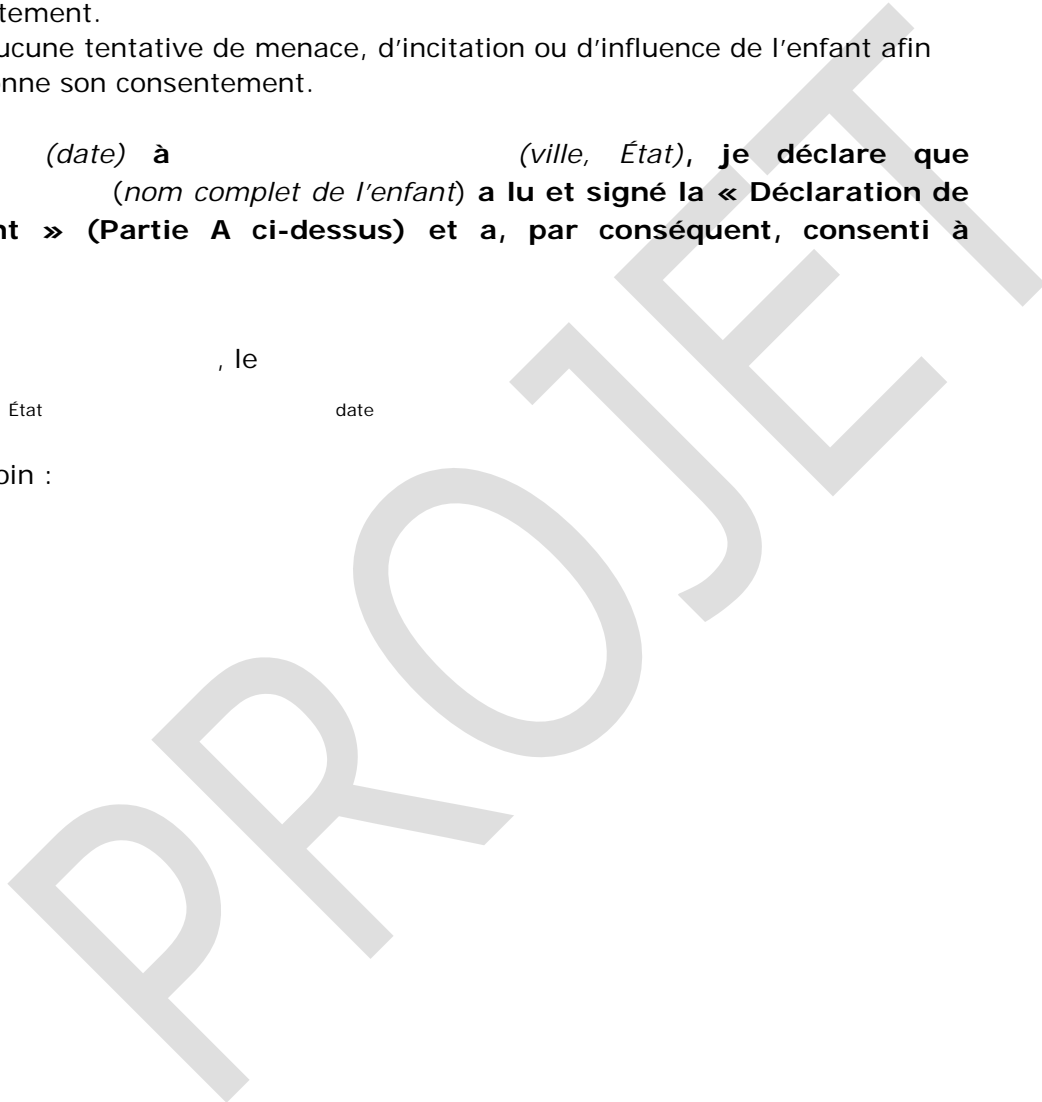 tement.
ucune tentative de menace, d'incitation ou d'influence de l'enfant afin
onne son consentement.
(date) à (ville, État), je déclare que
(nom complet de l'enfant) a lu et signé la « Déclaration de
nt » (Partie A ci-dessus) et a, par conséquent, consenti à
, le
État date
oin :
PROJET